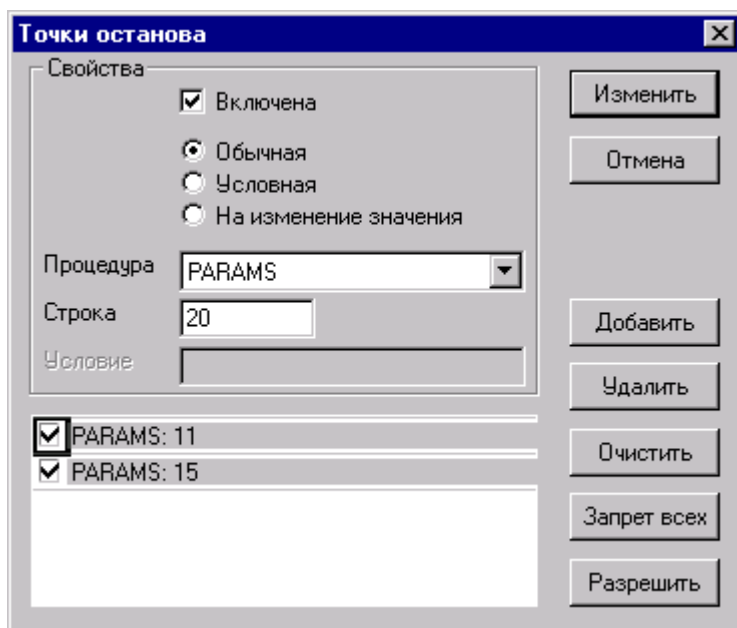 Точки останова
Свойства
Включена
Изменить
Обычная
Отмена
Условная
На изменение значения
Процедура PARAMS
Строка 20
Добавить
Условие
Удалить
PARAMS: 11
Очистить
PARAMS: 15
Запрет всех
Разрешить